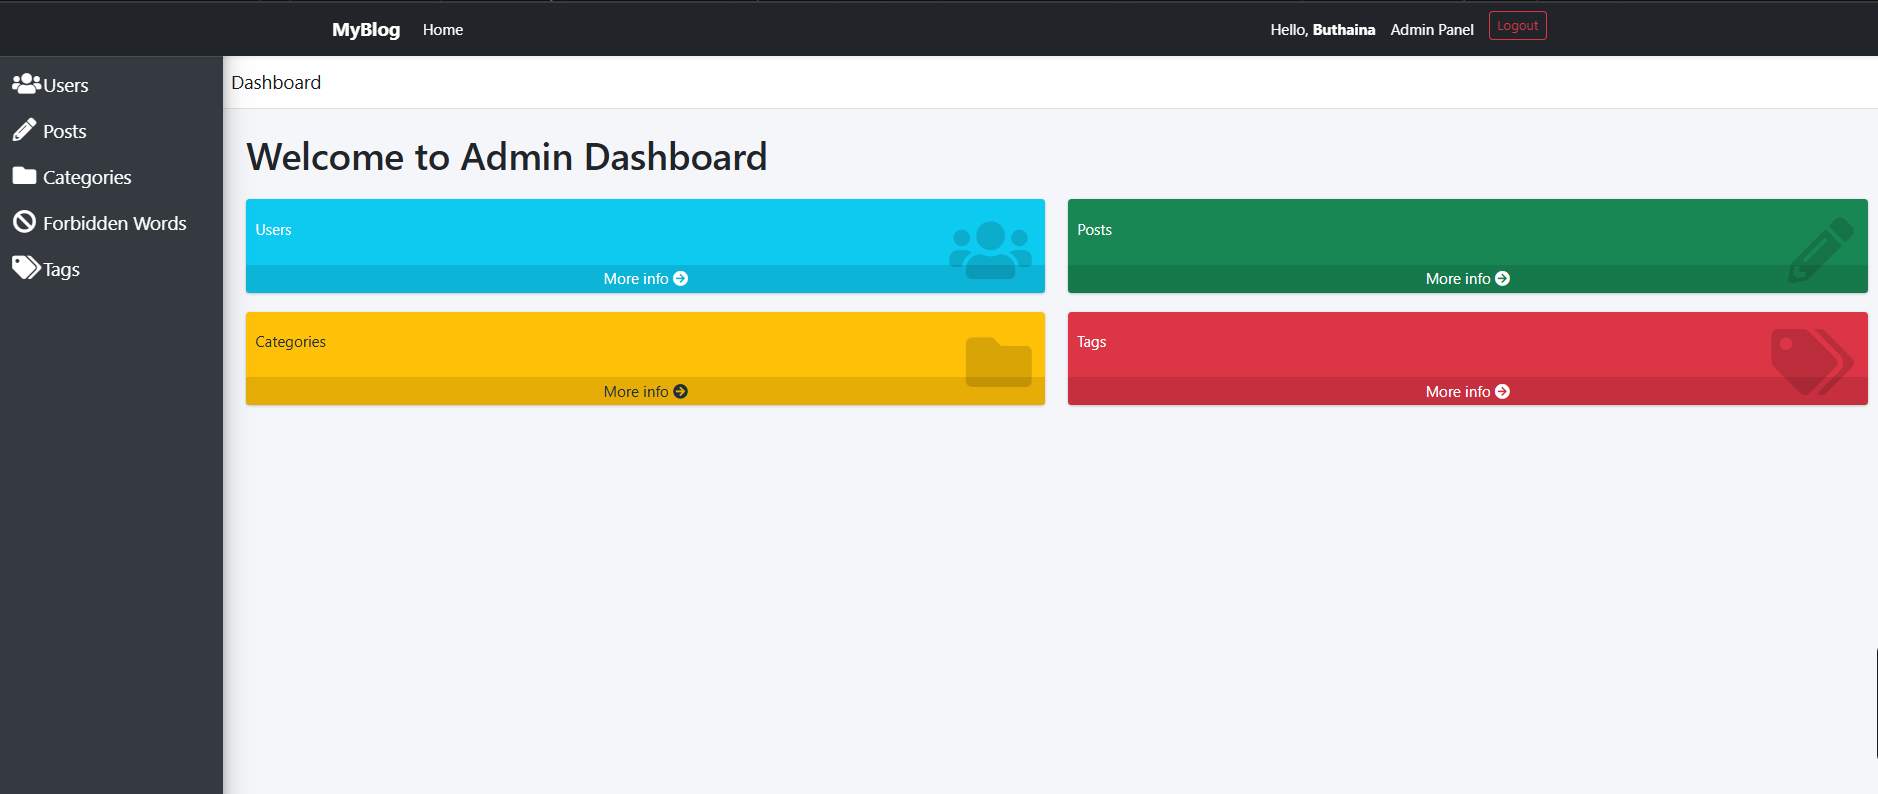 MyBlog Home Hello, Buthaina Admin Panel Logout
Users
Posts
Categories
Forbidden Words
Tags
Dashboard
Welcome to Admin Dashboard
Users
More info
Posts
More info
Categories
More info
Tags
More info